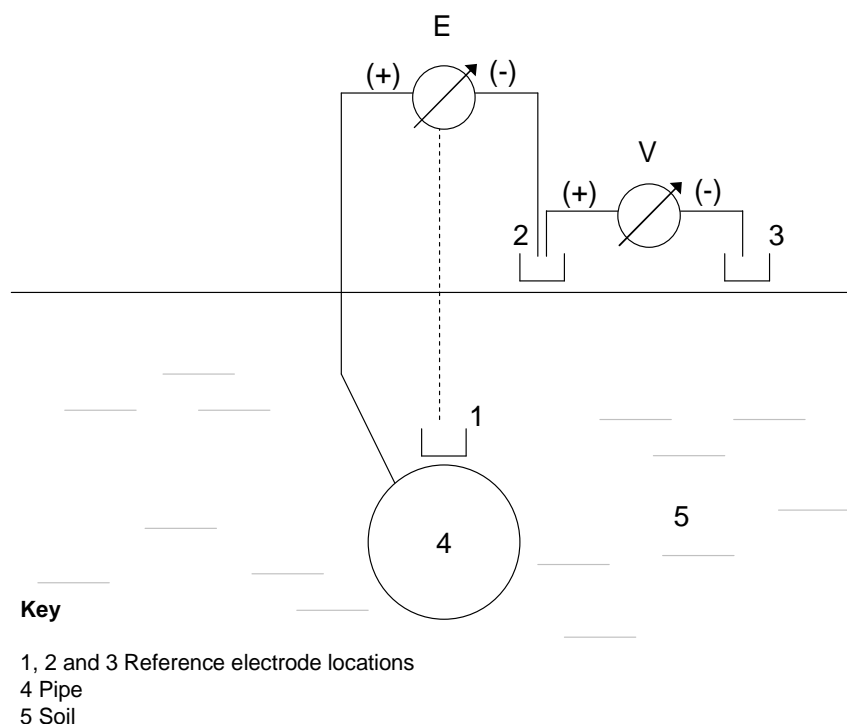 E
(+) (-)
V
(+) (-)
2 3
1
5
4
Key
1, 2 and 3 Reference electrode locations
4 Pipe
5 Soil